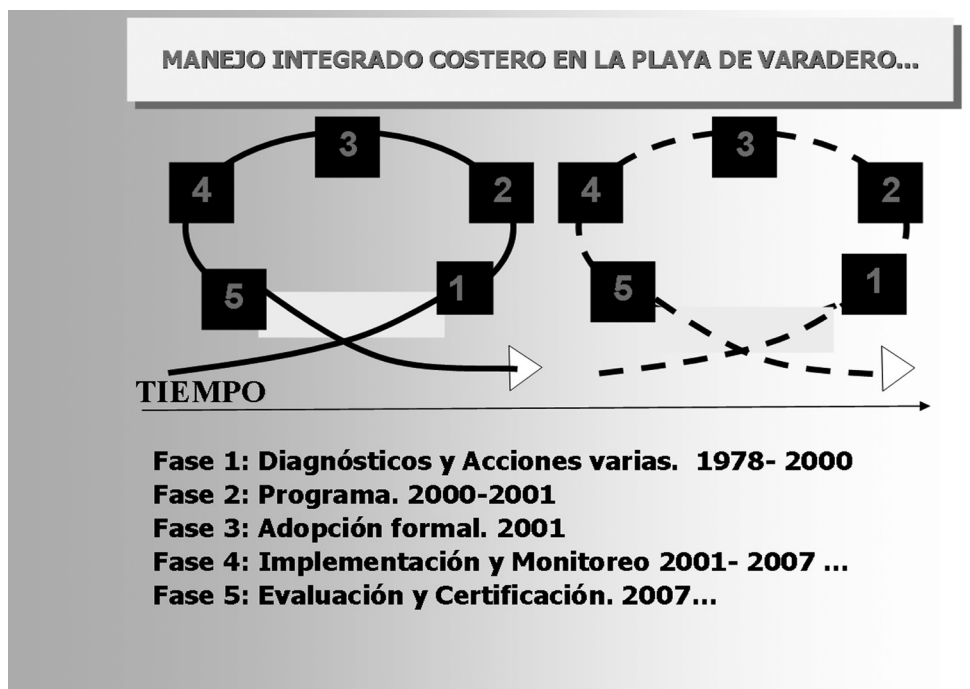 MANEJO INTEGRADO COSTERO EN LA PLAYA DE VARADERO...
3 3
4 2 4 2
5 1 5 1
TIEMPO
Fase 1: Diagnósticos y Acciones varias. 1978- 2000
Fase 2: Programa. 2000-2001
Fase 3: Adopción formal. 2001
Fase 4: Implementación y Monitoreo 2001- 2007 ...
Fase 5: Evaluación y Certificación. 2007...